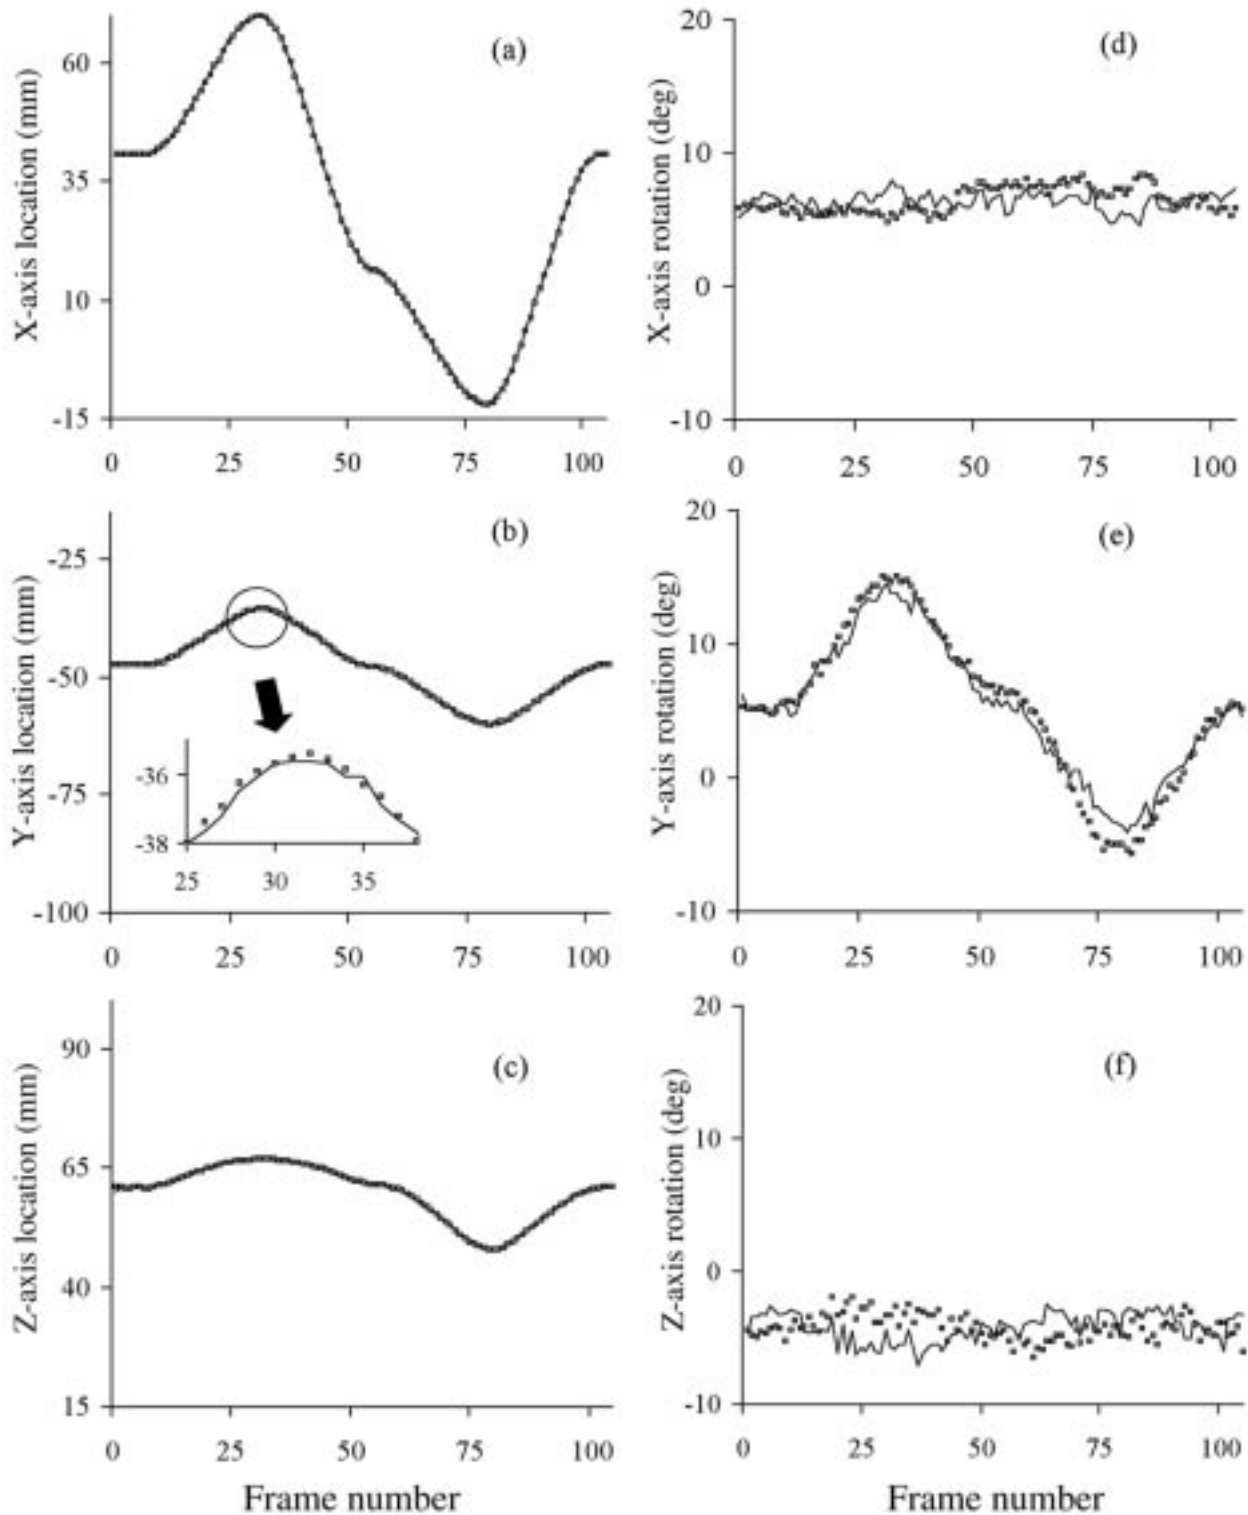 (a)
X-axis location (mm)
60
35
10
-15
0 25 50 75 100
(d)
X-axis rotation (deg)
20
10
0
-10
0 25 50 75 100
(b)
Y-axis location (mm)
-25
-50
-75
-100
0 25 50 75 100
-36
-38
25 30 35
(e)
Y-axis rotation (deg)
20
10
0
-10
0 25 50 75 100
(c)
Z-axis location (mm)
90
65
40
15
0 25 50 75 100
Frame number
(f)
Z-axis rotation (deg)
20
10
0
-10
0 25 50 75 100
Frame number